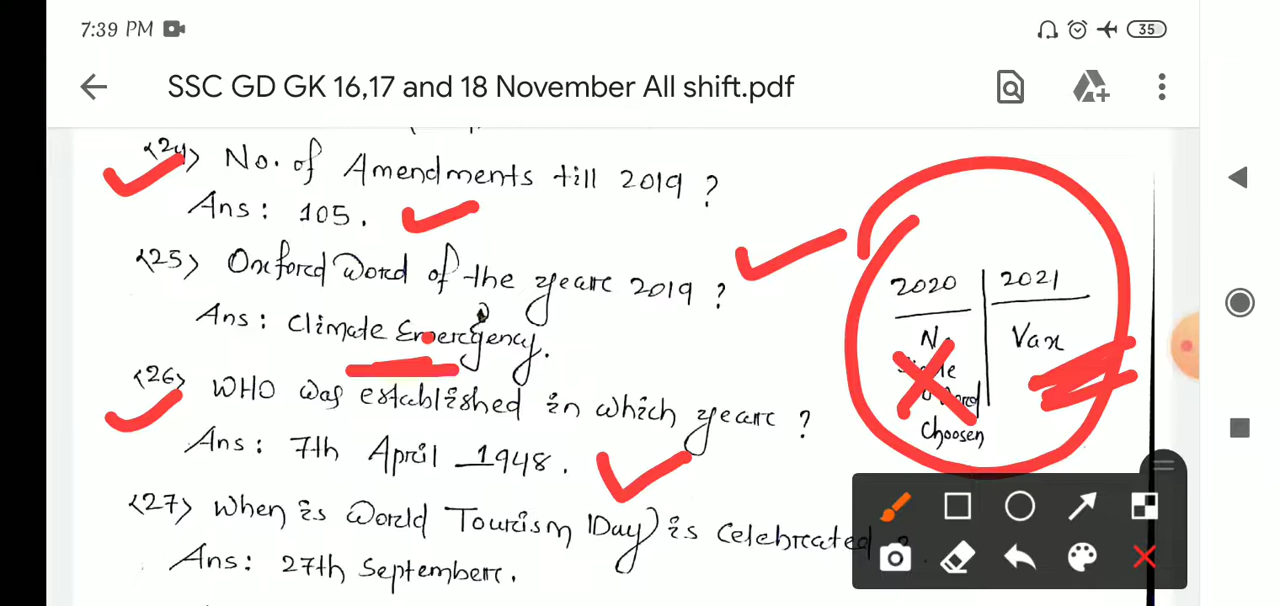 7:39 PM
35
SSC GD GK 16,17 and 18 November All shift.pdf
<24> No. of Amendments till 2019 ?
Ans : 105.
<25> Oxford Word of the year 2019 ?
Ans : Climate Emergency.
<26> WHO was established in which year ?
Ans : 7th April 1948.
<27> When is World Tourism Day is celebrated ?
Ans : 27th September.
2020 2021
Vax
choosen